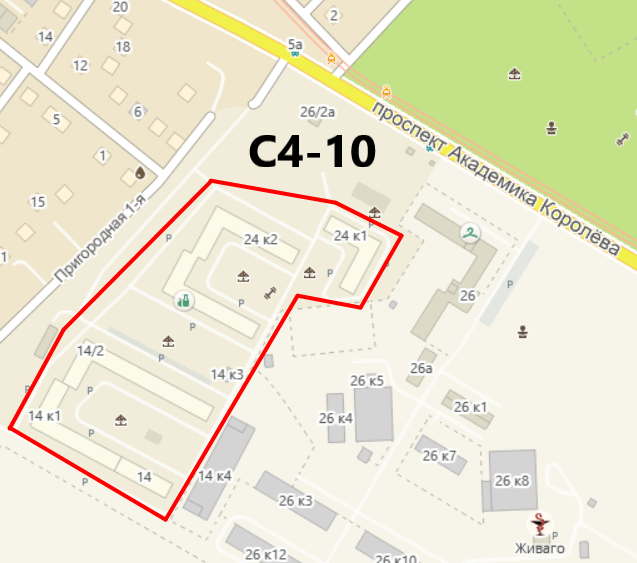 20
2
14
18
5а
12
26/2а
6
5
проспект Академика Королёва
С4-10
1
15
Пригородная 1-я
P
24 к2
24 к1
P
P
P
26
P
P
14/2
P
14 к3
26а
26 к5
P
P
14 к1
26 к4
26 к1
P
26 к7
14
14 к4
P
26 к8
26 к3
P
Живаго
26 к12
26 к10